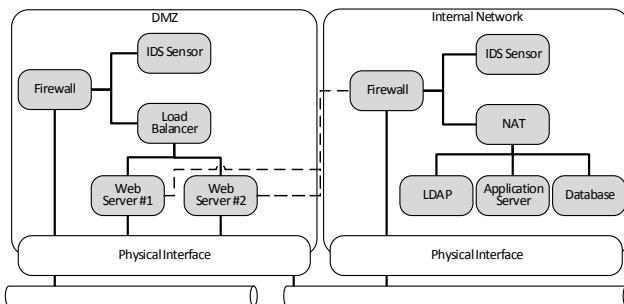 DMZ
IDS Sensor
Firewall
Load
Balancer
Web
Server #1
Web
Server #2
Physical Interface
Internal Network
IDS Sensor
Firewall
NAT
LDAP
Application
Server
Database
Physical Interface